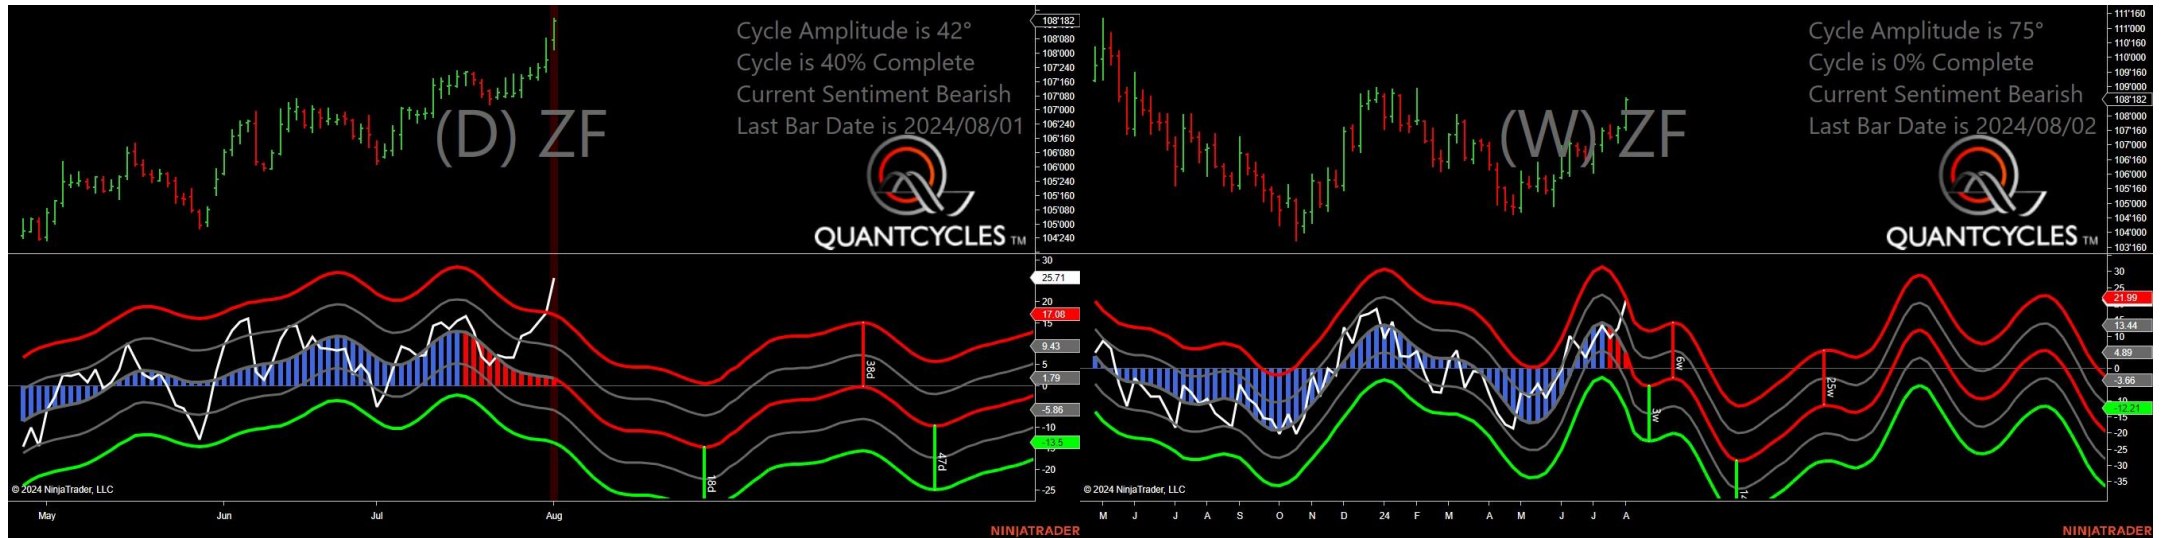 Cycle Amplitude is 42°
Cycle is 40% Complete
Current Sentiment Bearish
Last Bar Date is 2024/08/01
(D) ZF
QUANTCYCLES TM
108'182
108'080
108'000
107'240
107'160
107'080
107'000
106'240
106'160
106'080
106'000
105'240
105'160
105'080
105'000
104'240
30
25.71
20
17.08
15
9.43
5
1.79
0
-5.86
-10
-13.5
-20
-25
38d
47d
18d
© 2024 NinjaTrader, LLC
May Jun Jul Aug
NINJATRADER
Cycle Amplitude is 75°
Cycle is 0% Complete
Current Sentiment Bearish
Last Bar Date is 2024/08/02
(W) ZF
QUANTCYCLES TM
111'160
111'000
110'160
110'000
109'160
109'000
108'182
108'000
107'160
107'000
106'160
106'000
105'160
105'000
104'160
104'000
103'160
30
25
21.99
13.44
4.89
0
-3.66
-10
-12.21
-15
-20
-25
-30
-35
6w
3w
25w
© 2024 NinjaTrader, LLC
M J J A S O N D 24 F M A M J J A
NINJATRADER